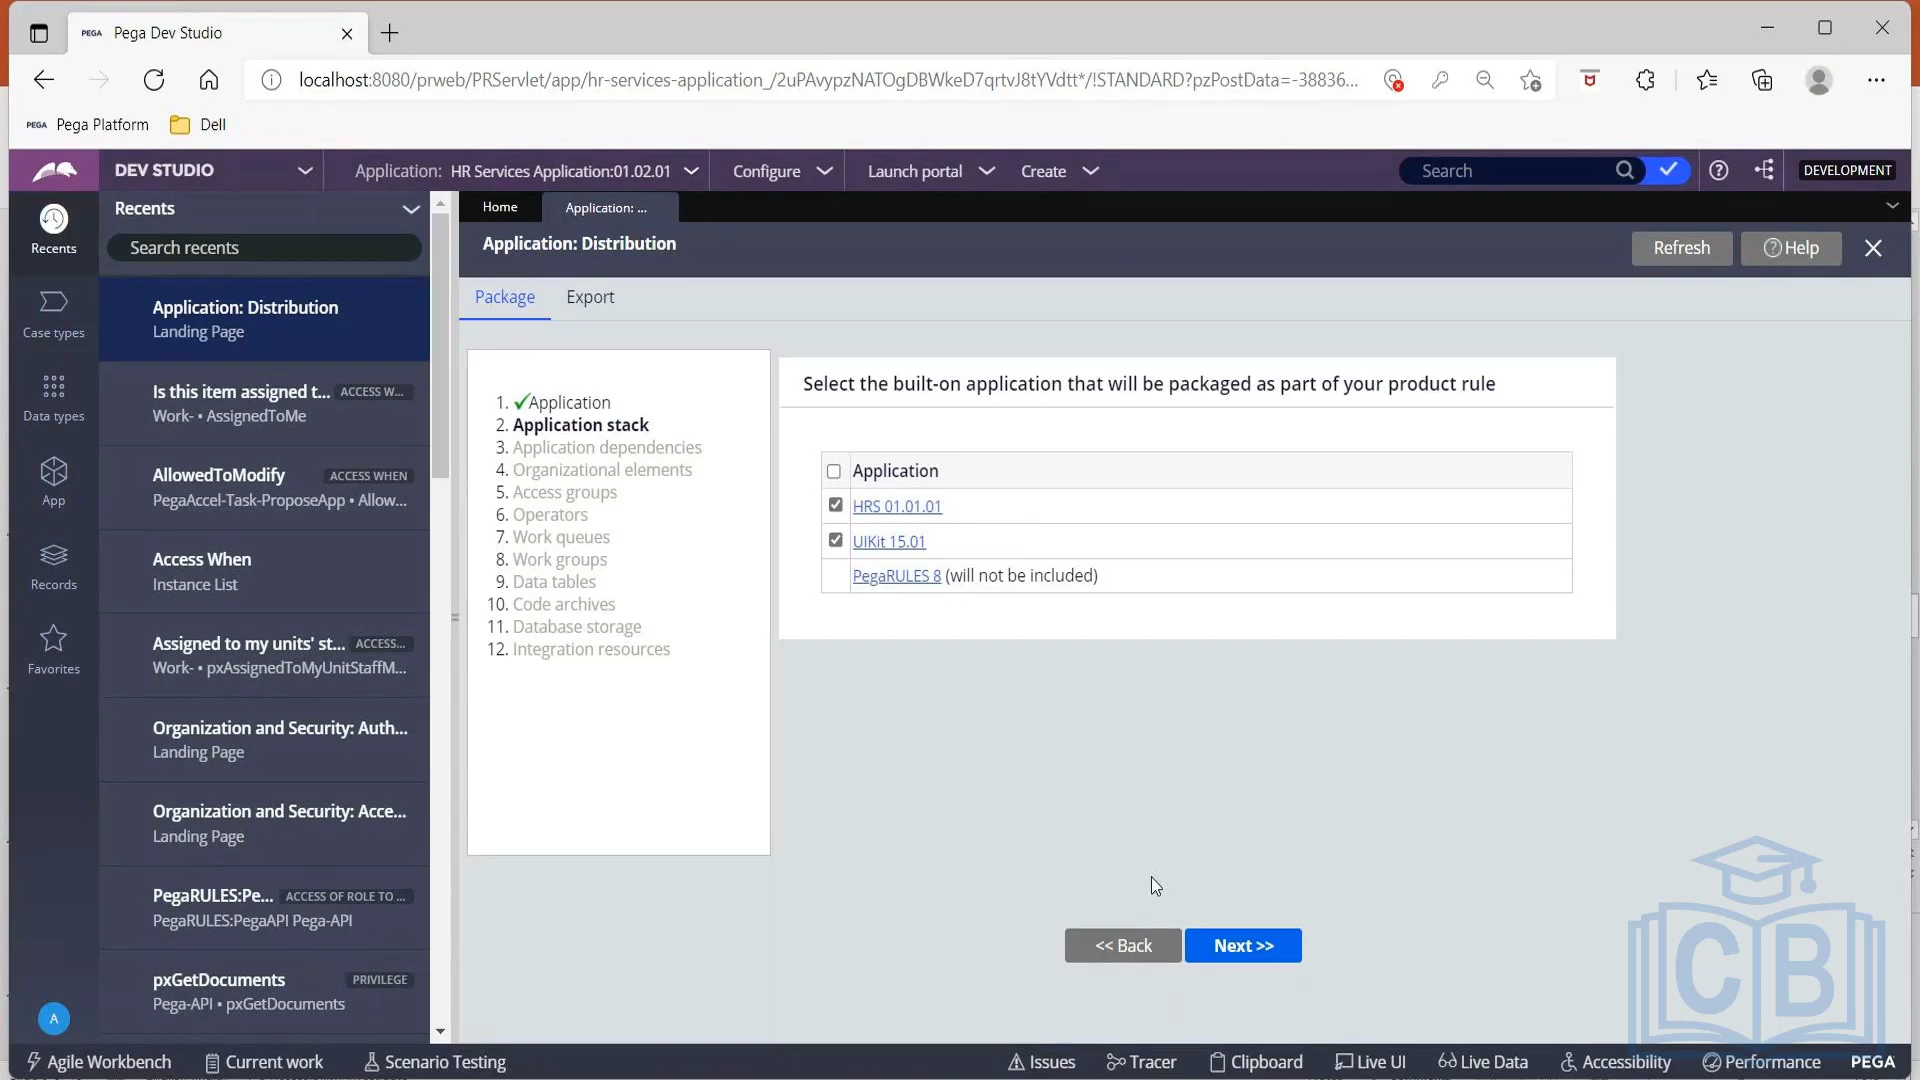 PEGA Pega Dev Studio
localhost:8080/prweb/PRServlet/app/hr-services-application_/2uPAvypzNATOgDBWkeD7qrtvJ8tYVdtt*/!STANDARD?pzPostData=-38836...
PEGA Pega Platform Dell
DEV STUDIO Application: HR Services Application:01.02.01 Configure Launch portal Create Search DEVELOPMENT
Recents
Search recents
Recents
Case types
Data types
App
Records
Favorites
A
Application: Distribution
Landing Page
Is this item assigned t... ACCESS W...
Work- • AssignedToMe
AllowedToModify ACCESS WHEN
PegaAccel-Task-ProposeApp • Allow...
Access When
Instance List
Assigned to my units' st... ACCESS...
Work- • pxAssignedToMyUnitStaffM...
Organization and Security: Auth...
Landing Page
Organization and Security: Acce...
Landing Page
PegaRULES:Pe... ACCESS OF ROLE TO ...
PegaRULES:PegaAPI Pega-API
pxGetDocuments PRIVILEGE
Pega-API • pxGetDocuments
Home Application: ...
Application: Distribution Refresh Help
Package Export
1. Application
2. Application stack
3. Application dependencies
4. Organizational elements
5. Access groups
6. Operators
7. Work queues
8. Work groups
9. Data tables
10. Code archives
11. Database storage
12. Integration resources
Select the built-on application that will be packaged as part of your product rule
Application
HRS 01.01.01
UIKit 15.01
PegaRULES 8 (will not be included)
<< Back Next >>
CB
Agile Workbench Current work Scenario Testing Issues Tracer Clipboard Live UI Live Data Accessibility Performance PEGA